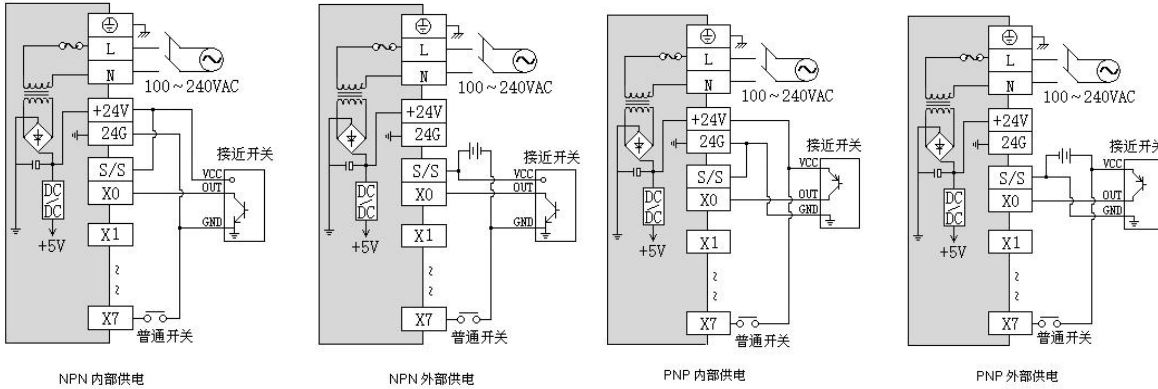 L
N
100～240VAC
+24V
24G
S/S
X0
X1
~
~
X7
DC/DC
+5V
接近开关
VCC
OUT
GND
普通开关
NPN 内部供电
L
N
100～240VAC
+24V
24G
S/S
X0
X1
~
~
X7
DC/DC
+5V
接近开关
VCC
OUT
GND
普通开关
NPN 外部供电
L
N
100～240VAC
+24V
24G
S/S
X0
X1
~
~
X7
DC/DC
+5V
接近开关
VCC
OUT
GND
普通开关
PNP 内部供电
L
N
100～240VAC
+24V
24G
S/S
X0
X1
~
~
X7
DC/DC
+5V
接近开关
VCC
OUT
GND
普通开关
PNP 外部供电